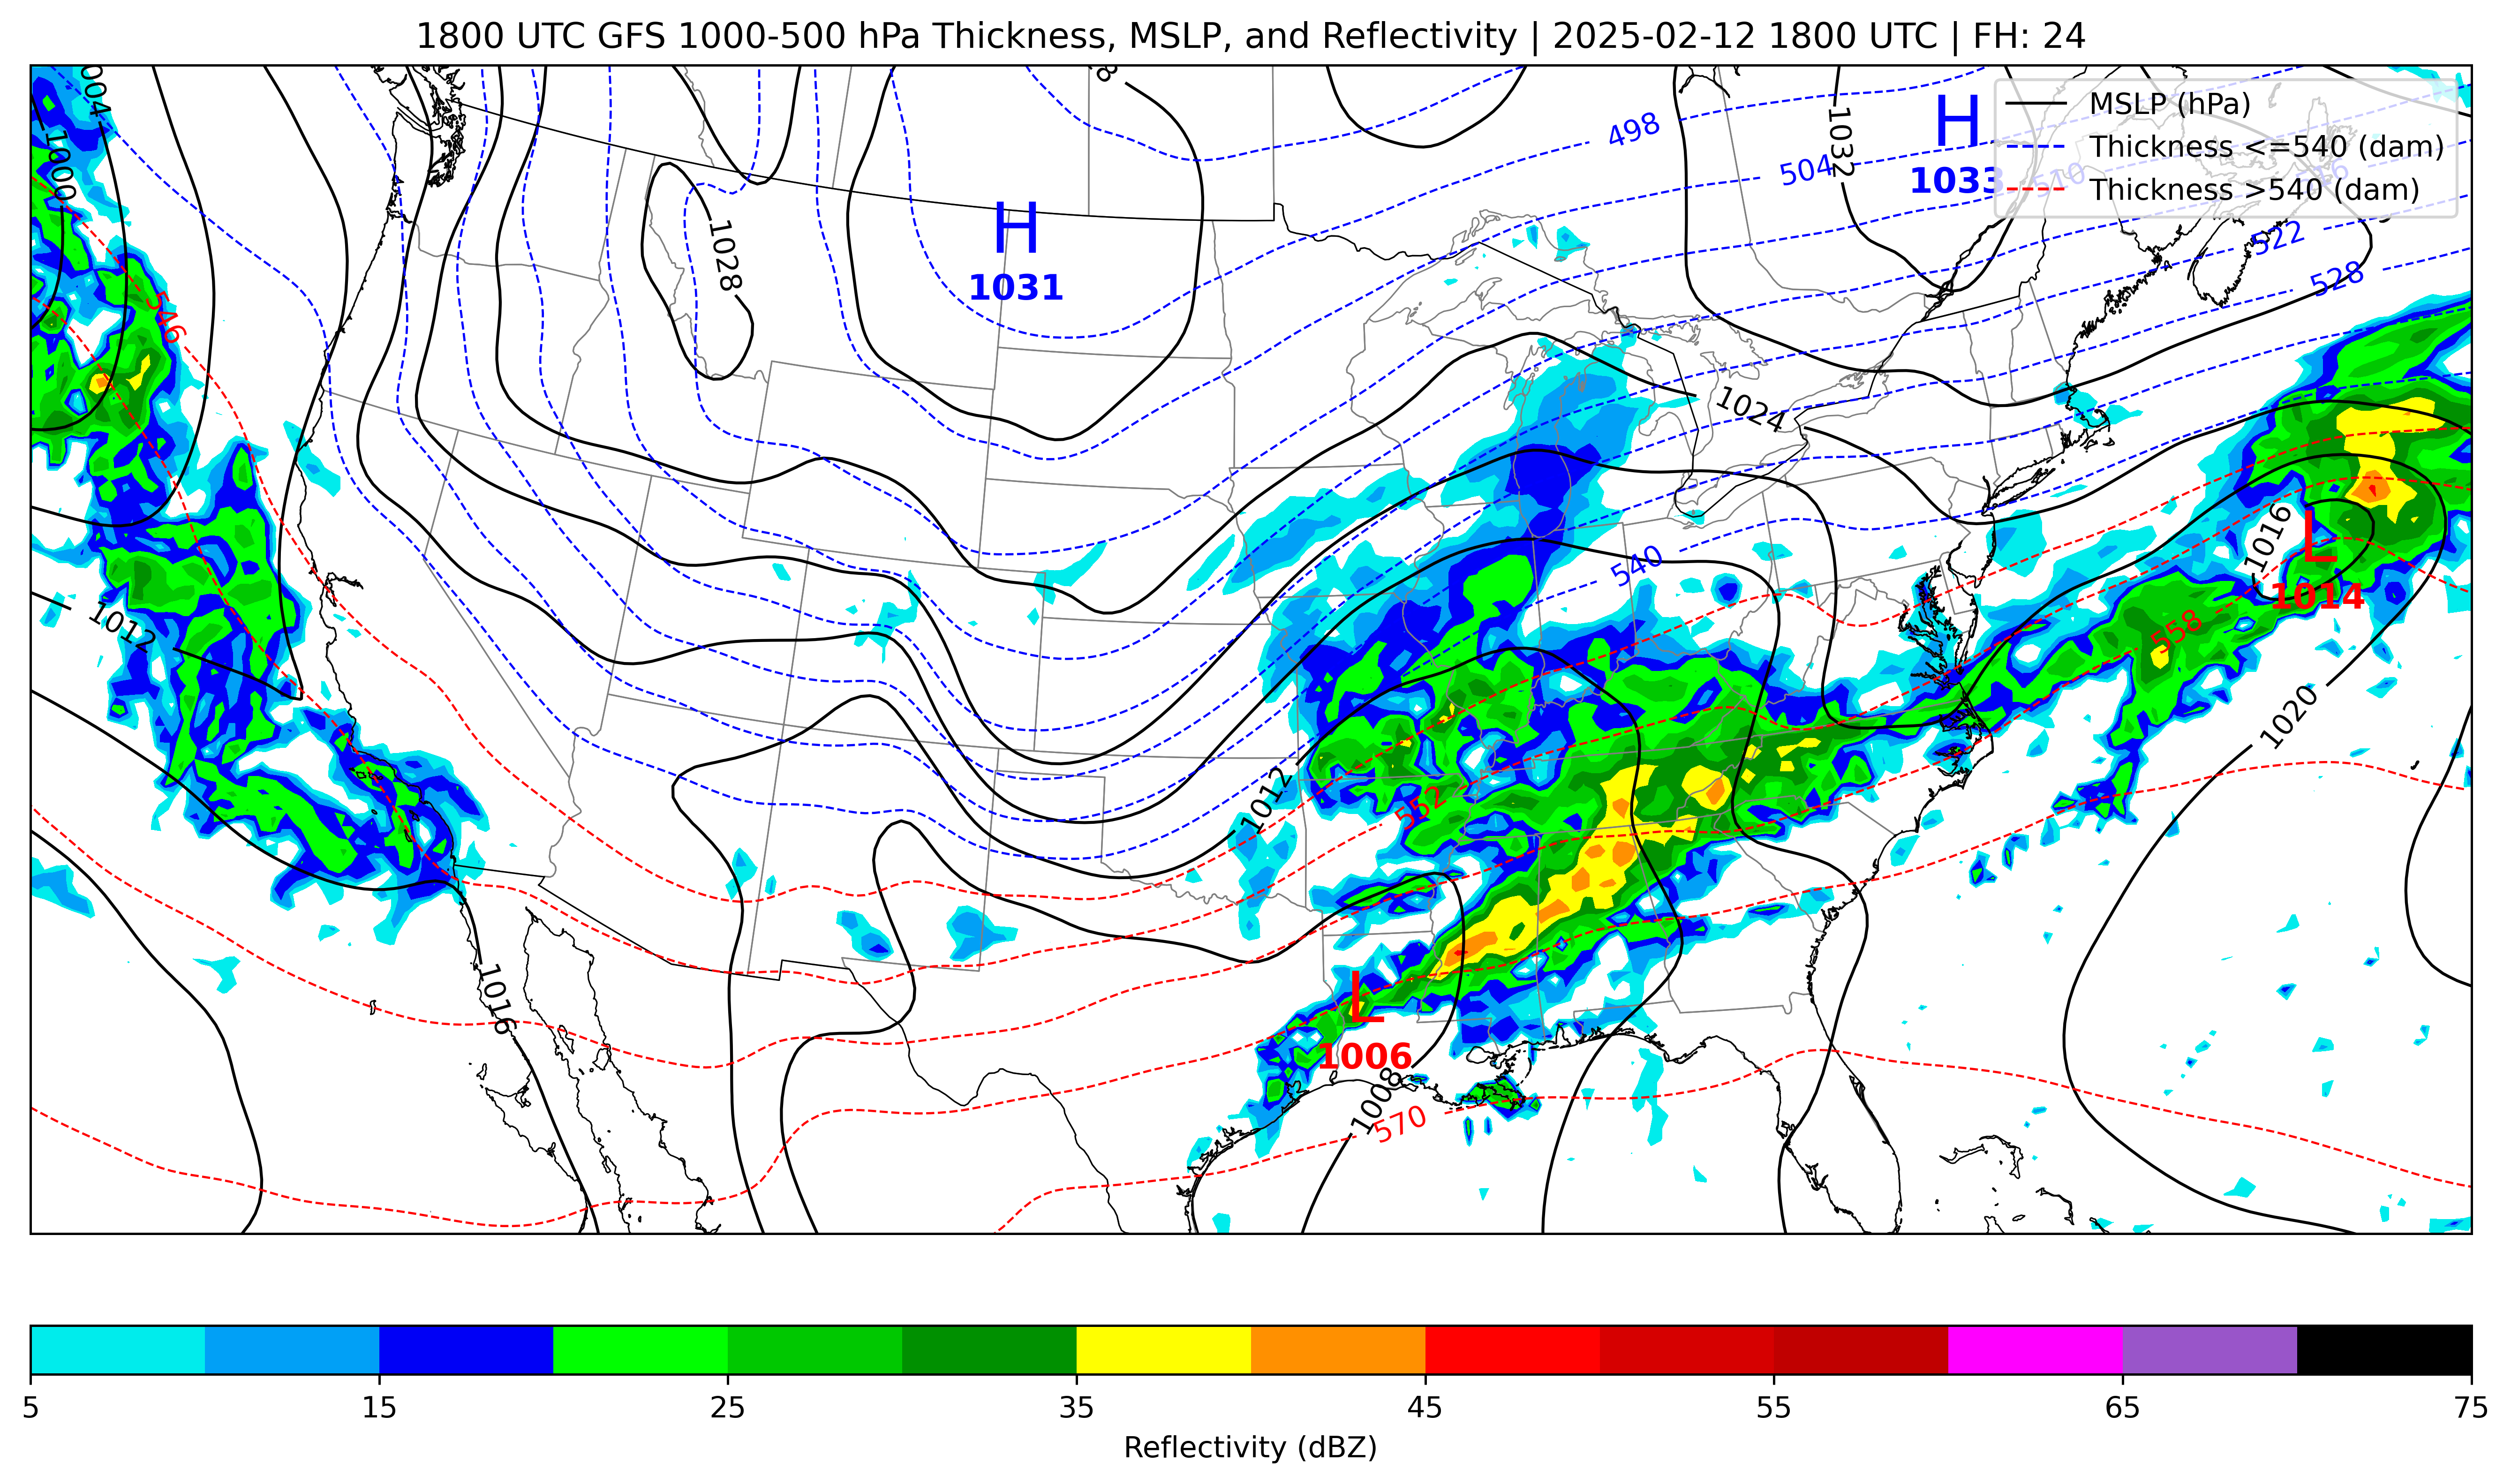 1800 UTC GFS 1000-500 hPa Thickness, MSLP, and Reflectivity | 2025-02-12 1800 UTC | FH: 24
MSLP (hPa)
Thickness <=540 (dam)
Thickness >540 (dam)
1004
1000
1032
498
504
510
H
1033
H
1031
1028
522
528
546
1024
540
1016
L
1014
558
1012
1020
1012
552
L
1006
1008
570
1016
5 15 25 35 45 55 65 75
Reflectivity (dBZ)